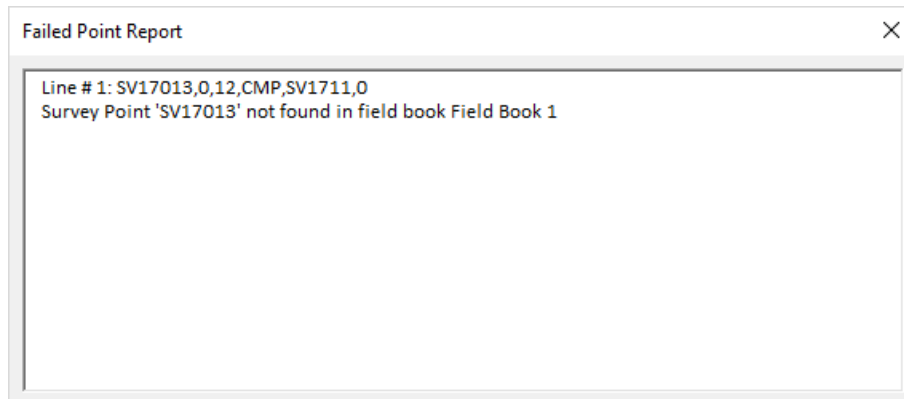 Failed Point Report
Line # 1: SV17013,0,12,CMP,SV1711,0
Survey Point 'SV17013' not found in field book Field Book 1